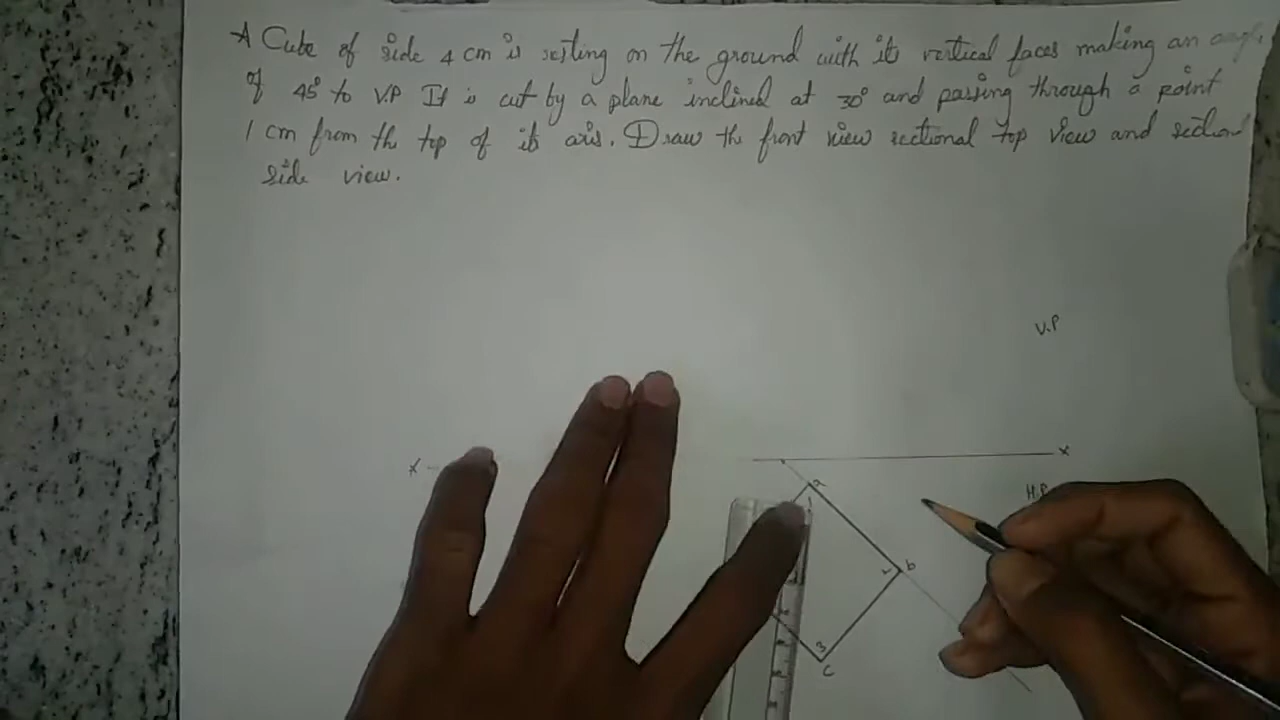 A Cube of side 4 cm is resting on the ground with its vertical faces making an angle
of 45° to V.P It is cut by a plane inclined at 30° and passing through a point
1 cm from the top of its axis. Draw the front view sectional top view and section
side view.
V.P
X X
H.P
a
1
2 b
3
c